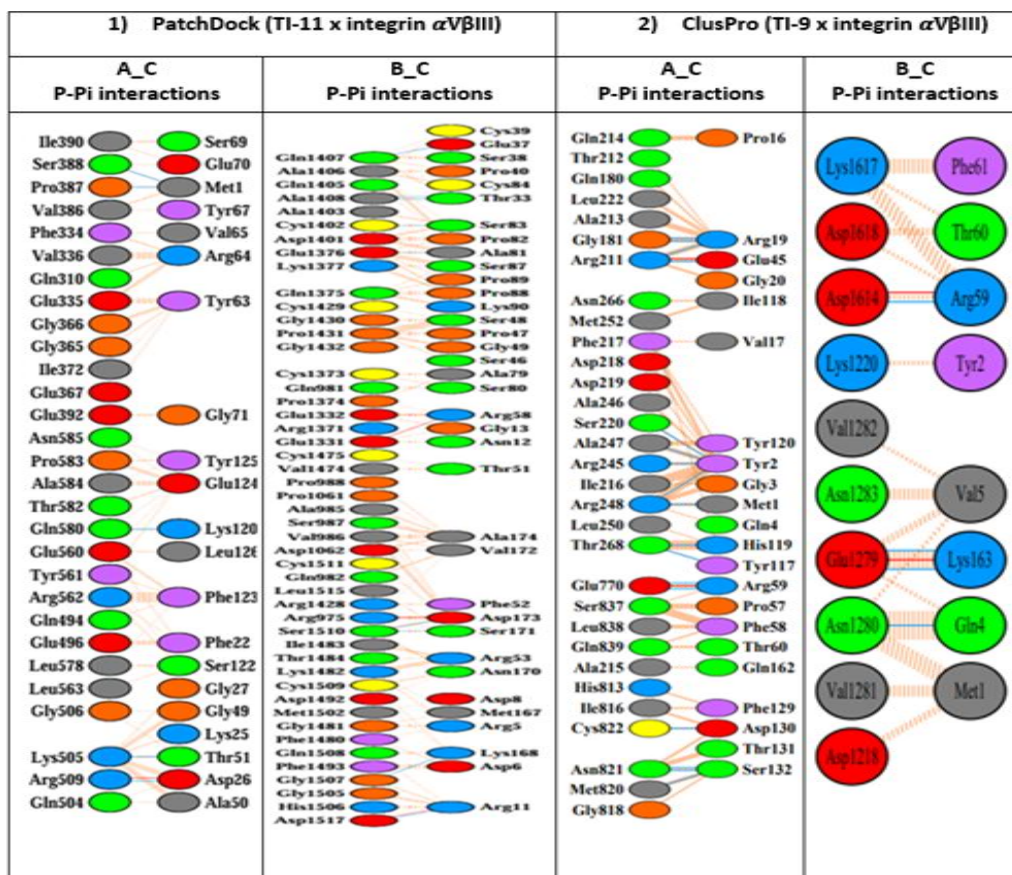 1) PatchDock (TI-11 x integrin αVβIII)
2) ClusPro (TI-9 x integrin αVβIII)
A_C
P-Pi interactions
B_C
P-Pi interactions
A_C
P-Pi interactions
B_C
P-Pi interactions
Ile390 Ser69
Ser388 Glu70
Pro387 Met1
Val386 Tyr67
Phe334 Val65
Val336 Arg64
Gln310
Glu335 Tyr63
Gly366
Gly365
Ile372
Glu367
Glu392 Gly71
Asn585
Pro583 Tyr125
Ala584 Glu124
Thr582
Gln580 Lys120
Glu560 Leu126
Tyr561
Arg562 Phe123
Gln494
Glu496 Phe22
Leu578 Ser122
Leu563 Gly27
Gly506 Gly49
Lys25
Lys505 Thr51
Arg509 Asp26
Gln504 Ala50
Cys39
Glu37
Gln1407 Ser38
Ala1406 Pro40
Gln1405 Cys84
Ala1408 Thr33
Ala1403
Cys1402 Ser83
Asp1401 Pro82
Glu1376 Ala81
Lys1377 Ser87
Pro89
Gln1375 Pro88
Cys1429 Lys90
Gly1430 Ser48
Pro1431 Pro47
Gly1432 Gly49
Ser46
Cys1373 Ala79
Gln981 Ser80
Pro1374
Glu1332 Arg58
Arg1371 Gly13
Glu1331 Asn12
Cys1475
Val1474 Thr51
Pro988
Pro1061
Ala985
Ser987
Val986 Ala174
Asp1062 Val172
Cys1511
Gln982
Leu1515
Arg1428 Phe52
Arg975 Asp173
Ser1510 Ser171
Ile1483
Thr1484 Arg53
Lys1482 Asn170
Cys1509
Asp1492 Asp8
Met1502 Met167
Gly1481 Arg5
Phe1480
Gln1508 Lys168
Phe1493 Asp6
Gly1507
Gly1505
His1506 Arg11
Asp1517
Gln214 Pro16
Thr212
Gln180
Leu222
Ala213
Gly181 Arg19
Arg211 Glu45
Gly20
Asn266 Ile118
Met252
Phe217 Val17
Asp218
Asp219
Ala246
Ser220
Ala247 Tyr120
Arg245 Tyr2
Ile216 Gly3
Arg248 Met1
Leu250 Gln4
Thr268 His119
Tyr117
Glu770 Arg59
Ser837 Pro57
Leu838 Phe58
Gln839 Thr60
Ala215 Gln162
His813
Ile816 Phe129
Cys822 Asp130
Thr131
Asn821 Ser132
Met820
Gly818
Lys1617 Phe61
Asp1618 Thr60
Asp1614 Arg59
Lys1220 Tyr2
Val1282
Asn1283 Val5
Glu1279 Lys163
Asn1280 Gln4
Val1281 Met1
Asp1218